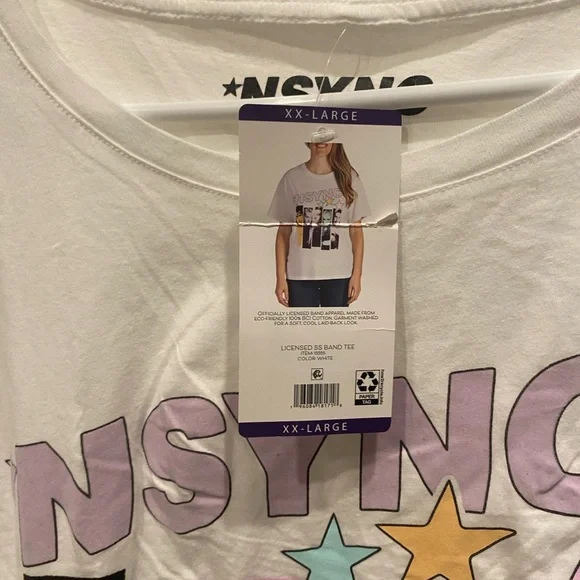 *NSYNC
XX-LARGE
*NSYNC
OFFICIALLY LICENSED BAND APPAREL MADE FROM
ECO-FRIENDLY 100% BCI COTTON. GARMENT WASHED
FOR A SOFT, COOL LAID-BACK LOOK.
LICENSED SS BAND TEE
COLOR: WHITE
PAPER
TAG
XX-LARGE
NSYNC